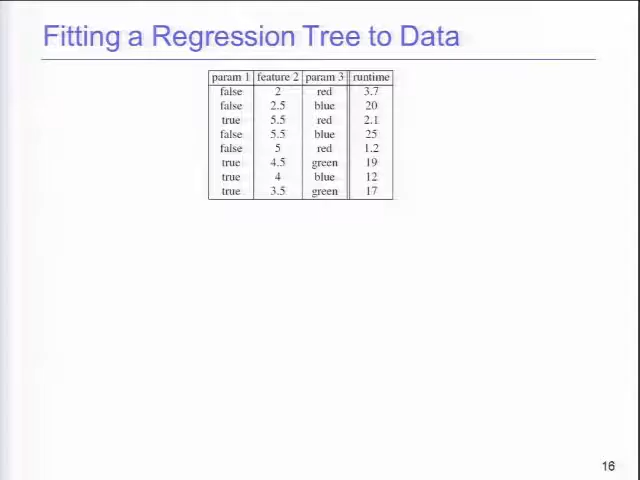 Fitting a Regression Tree to Data
param 1 feature 2 param 3 runtime
false 2 red 3.7
false 2.5 blue 20
true 5.5 red 2.1
false 5.5 blue 25
false 5 red 1.2
true 4.5 green 19
true 4 blue 12
true 3.5 green 17
16